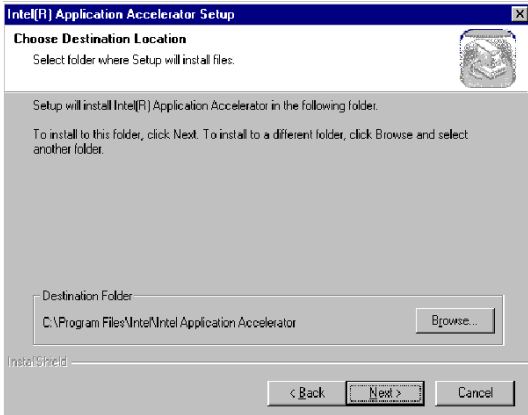 Intel(R) Application Accelerator Setup
Choose Destination Location
Select folder where Setup will install files.
Setup will install Intel(R) Application Accelerator in the following folder.
To install to this folder, click Next. To install to a different folder, click Browse and select
another folder.
Destination Folder
C:\Program Files\Intel\Intel Application Accelerator
Browse...
InstallShield
< Back
Next >
Cancel